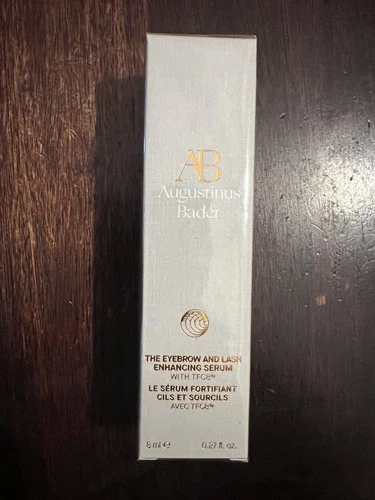 AB
Augustinus
Bader
THE EYEBROW AND LASH
ENHANCING SERUM
WITH TFC8®
LE SÉRUM FORTIFIANT
CILS ET SOURCILS
AVEC TFC8®
8 ml ℮ 0.27 fl. oz.